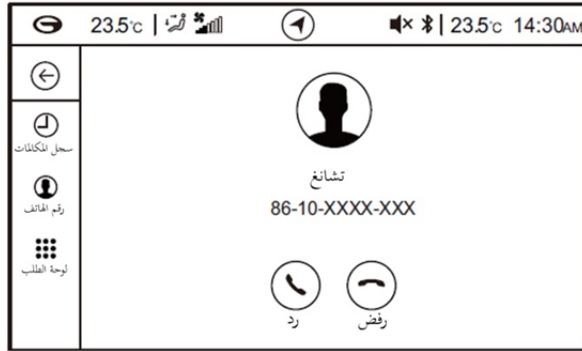 23.5°c 23.5°c 14:30AM
سجل المكالمات
رقم الهاتف
لوحة الطلب
تشانغ
86-10-XXXX-XXX
رد
رفض